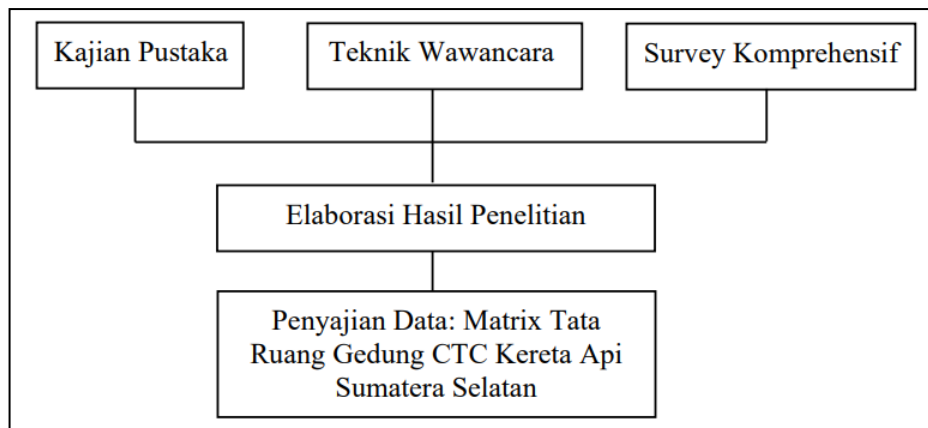 Kajian Pustaka
Teknik Wawancara
Survey Komprehensif
Elaborasi Hasil Penelitian
Penyajian Data: Matrix Tata
Ruang Gedung CTC Kereta Api
Sumatera Selatan